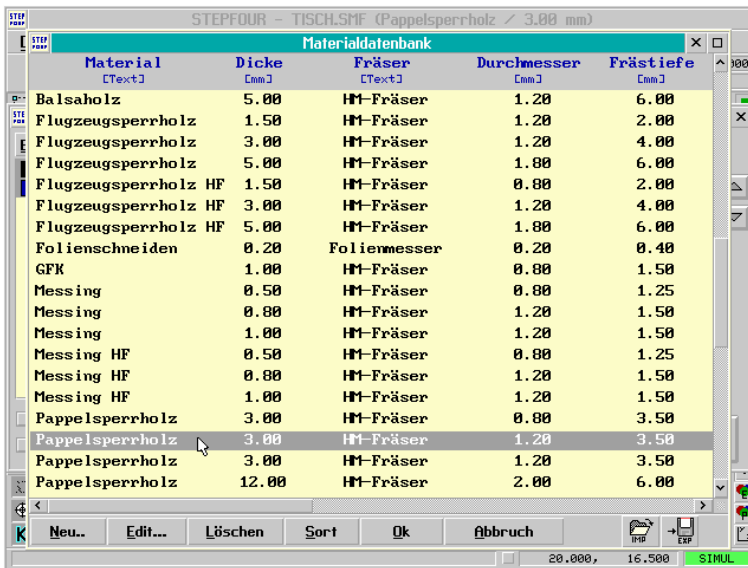 STEP FOUR STEPFOUR - TISCH.SMF (Pappelsperrholz / 3.00 mm)
STEP FOUR Materialdatenbank
Material Dicke Fräser Durchmesser Frästiefe
[Text] [mm] [Text] [mm] [mm]
Balsaholz 5.00 HM-Fräser 1.20 6.00
Flugzeugsperrholz 1.50 HM-Fräser 1.20 2.00
Flugzeugsperrholz 3.00 HM-Fräser 1.20 4.00
Flugzeugsperrholz 5.00 HM-Fräser 1.80 6.00
Flugzeugsperrholz HF 1.50 HM-Fräser 0.80 2.00
Flugzeugsperrholz HF 3.00 HM-Fräser 1.20 4.00
Flugzeugsperrholz HF 5.00 HM-Fräser 1.80 6.00
Folienschneiden 0.20 Folienmesser 0.20 0.40
GFK 1.00 HM-Fräser 0.80 1.50
Messing 0.50 HM-Fräser 0.80 1.25
Messing 0.80 HM-Fräser 1.20 1.50
Messing 1.00 HM-Fräser 1.20 1.50
Messing HF 0.50 HM-Fräser 0.80 1.25
Messing HF 0.80 HM-Fräser 1.20 1.50
Messing HF 1.00 HM-Fräser 1.20 1.50
Pappelsperrholz 3.00 HM-Fräser 0.80 3.50
Pappelsperrholz 3.00 HM-Fräser 1.20 3.50
Pappelsperrholz 3.00 HM-Fräser 1.20 3.50
Pappelsperrholz 12.00 HM-Fräser 2.00 6.00
Neu.. Edit... Löschen Sort Ok Abbruch IMP EXP
20.000, 16.500 SIMUL